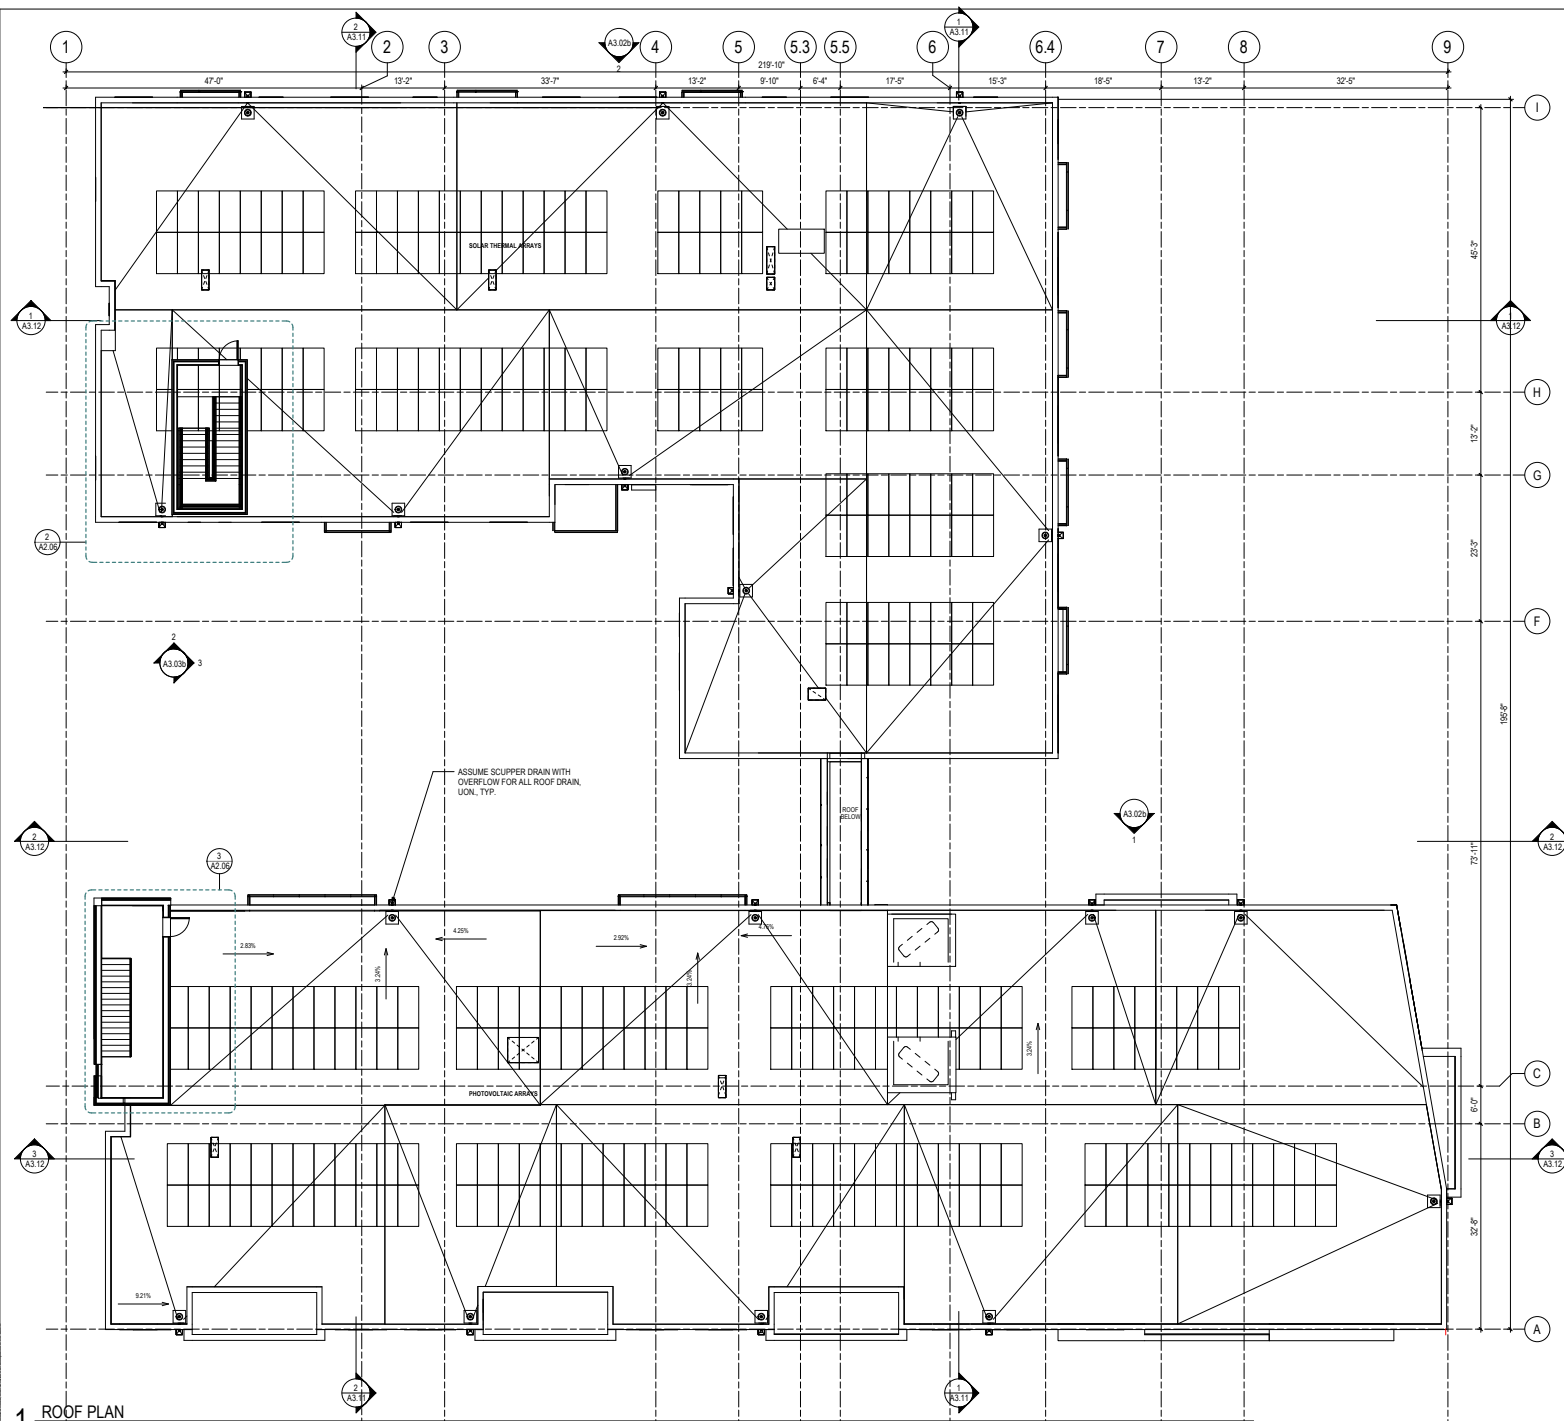 2
A3.11
1
A3.11
1
2
3
A3.02b
2
4
5
5.3
5.5
6
6.4
7
8
9
219'-10"
47'-0"
13'-2"
33'-7"
13'-2"
9'-10"
6'-4"
17'-5"
15'-3"
18'-5"
13'-2"
32'-5"
I
SOLAR THERMAL ARRAYS
45'-3"
1
A3.12
A3.12
H
13'-2"
G
2
A2.06
23'-3"
F
2
A3.03b
3
195'-8"
ASSUME SCUPPER DRAIN WITH
OVERFLOW FOR ALL ROOF DRAIN,
UON., TYP.
ROOF
BELOW
A3.02b
1
2
A3.12
2
A3.12
73'-11"
3
A2.06
2.83%
4.25%
2.92%
3.24%
3.24%
3.24%
C
PHOTOVOLTAIC ARRAYS
6'-0"
B
3
A3.12
3
A3.12
32'-8"
9.21%
A
2
A3.11
1
A3.11
1 ROOF PLAN